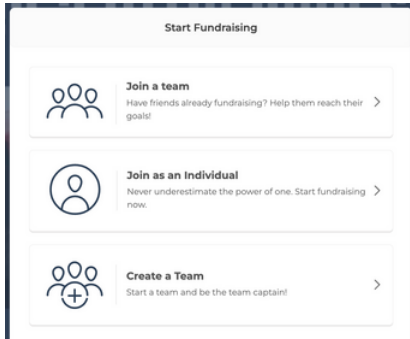 Start Fundraising
Join a team
Have friends already fundraising? Help them reach their
goals!
Join as an Individual
Never underestimate the power of one. Start fundraising
now.
Create a Team
Start a team and be the team captain!